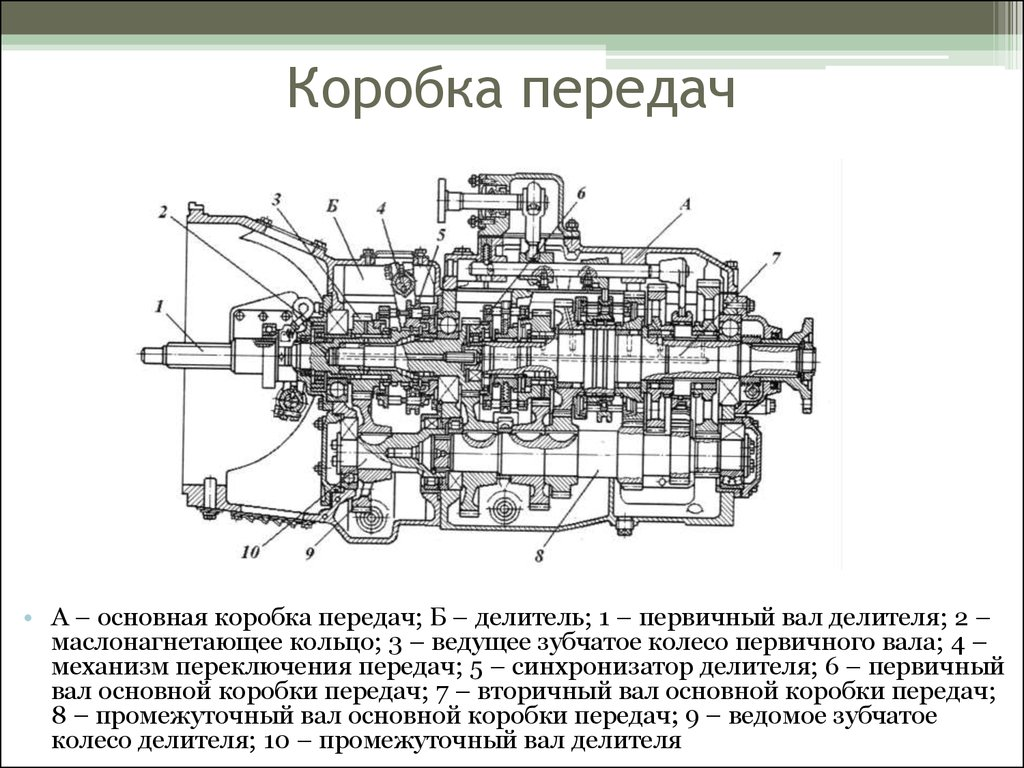 Коробка передач
6
3
Б
4
А
2
5
7
1
10
9
8
• А – основная коробка передач; Б – делитель; 1 – первичный вал делителя; 2 –
маслонагнетающее кольцо; 3 – ведущее зубчатое колесо первичного вала; 4 –
механизм переключения передач; 5 – синхронизатор делителя; 6 – первичный
вал основной коробки передач; 7 – вторичный вал основной коробки передач;
8 – промежуточный вал основной коробки передач; 9 – ведомое зубчатое
колесо делителя; 10 – промежуточный вал делителя